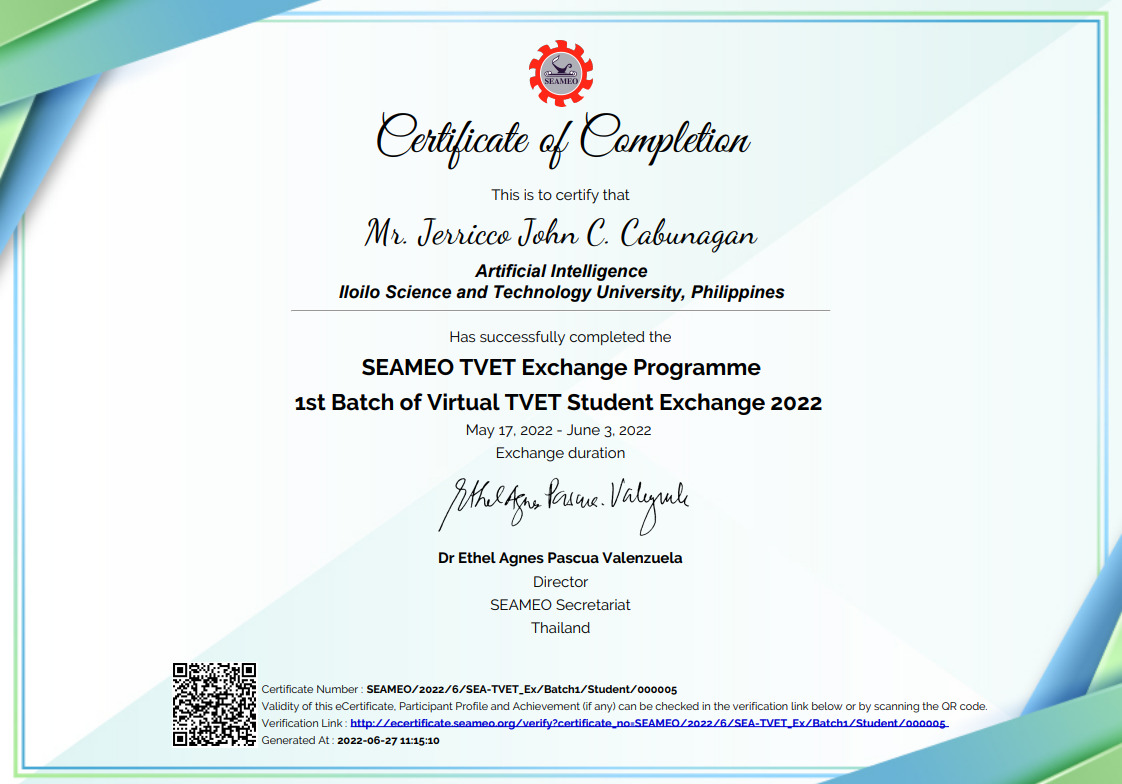 SEAMEO
Certificate of Completion
This is to certify that
Mr. Jerricco John C. Cabunagan
Artificial Intelligence
Iloilo Science and Technology University, Philippines
Has successfully completed the
SEAMEO TVET Exchange Programme
1st Batch of Virtual TVET Student Exchange 2022
May 17, 2022 - June 3, 2022
Exchange duration
Ethel Agnes Pascua. Valenzuela
Dr Ethel Agnes Pascua Valenzuela
Director
SEAMEO Secretariat
Thailand
Certificate Number : SEAMEO/2022/6/SEA-TVET_Ex/Batch1/Student/000005
Validity of this eCertificate, Participant Profile and Achievement (if any) can be checked in the verification link below or by scanning the QR code.
Verification Link : http://ecertificate.seameo.org/verify?certificate_no=SEAMEO/2022/6/SEA-TVET_Ex/Batch1/Student/000005
Generated At : 2022-06-27 11:15:10